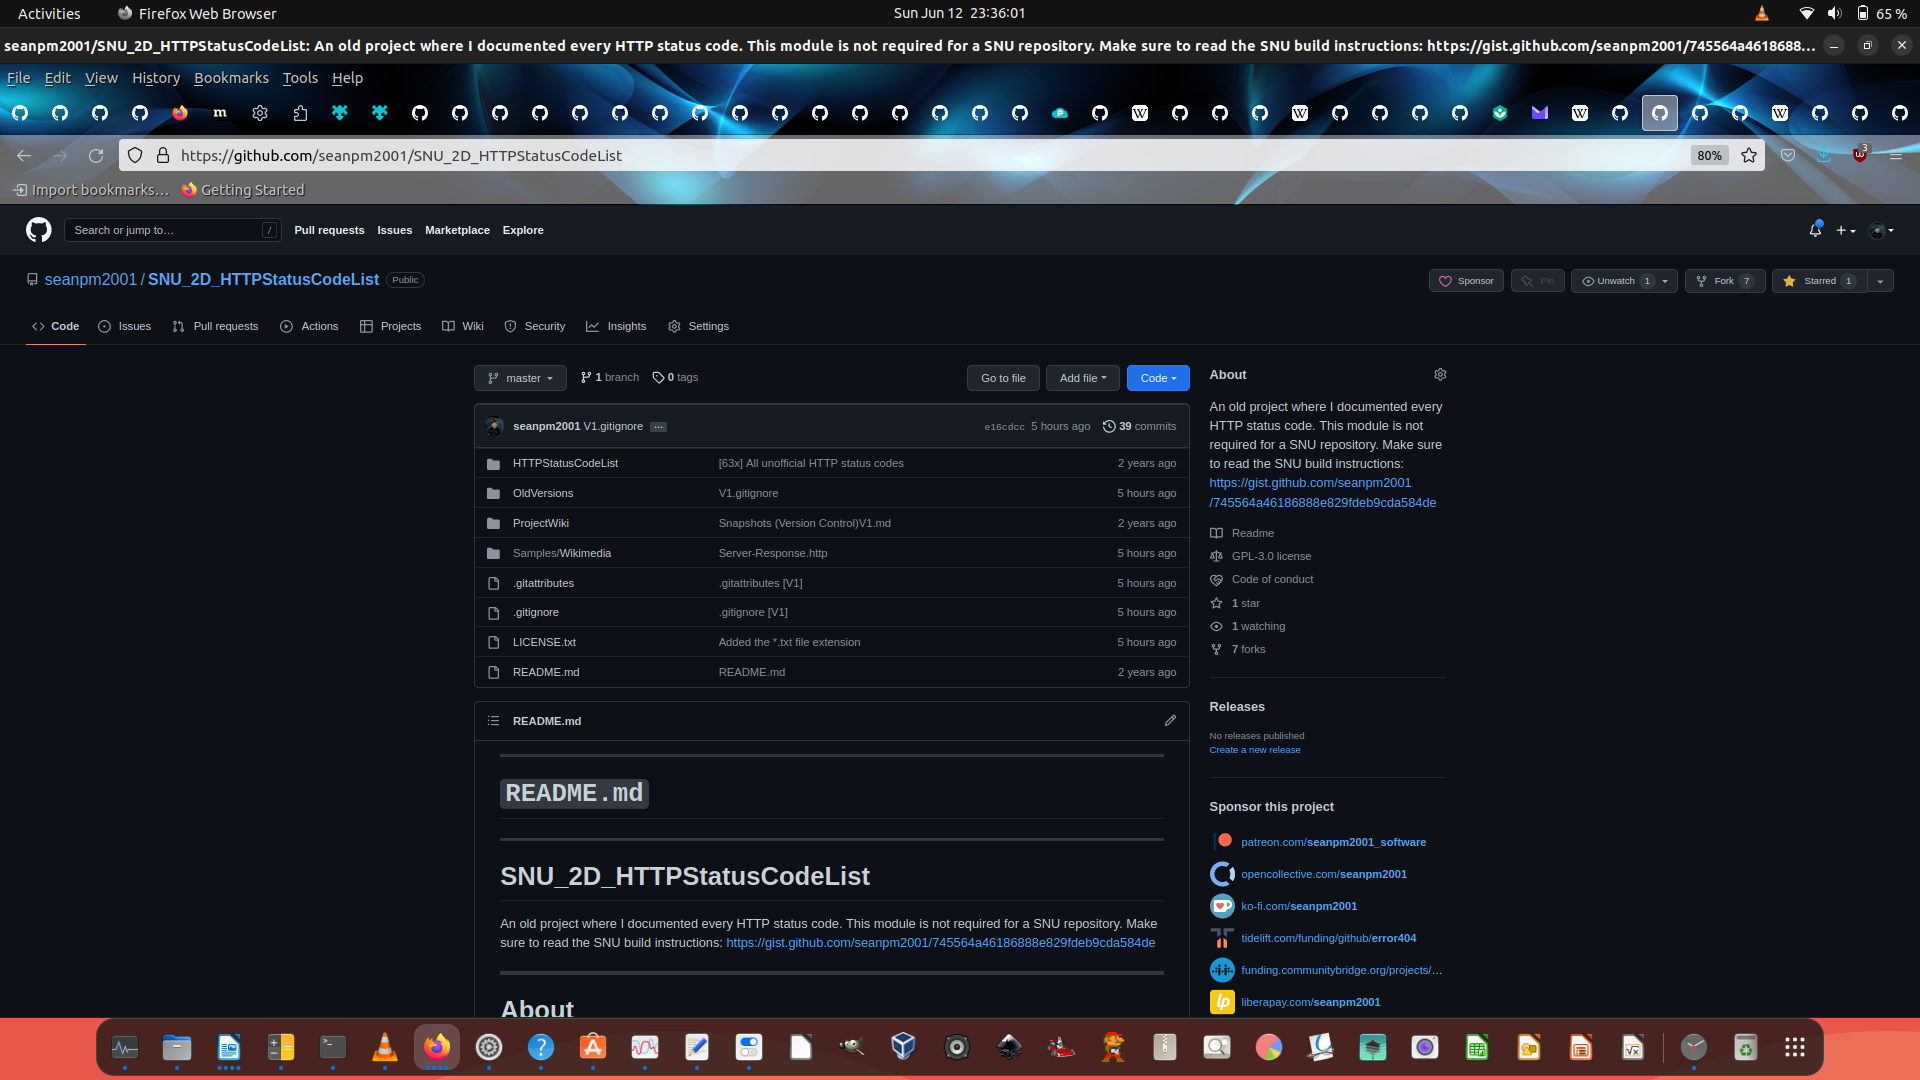 Activities
Firefox Web Browser
Sun Jun 12 23:36:01
65 %
seanpm2001/SNU_2D_HTTPStatusCodeList: An old project where I documented every HTTP status code. This module is not required for a SNU repository. Make sure to read the SNU build instructions: https://gist.github.com/seanpm2001/745564a4618688...
File Edit View History Bookmarks Tools Help
https://github.com/seanpm2001/SNU_2D_HTTPStatusCodeList
80%
3
Import bookmarks...
Getting Started
Search or jump to...
/
Pull requests Issues Marketplace Explore
seanpm2001 / SNU_2D_HTTPStatusCodeList
Public
Sponsor
Pin
Unwatch 1
Fork 7
Starred 1
Code
Issues
Pull requests
Actions
Projects
Wiki
Security
Insights
Settings
master
1 branch
0 tags
Go to file
Add file
Code
seanpm2001 V1.gitignore ...
e16cdcc 5 hours ago
39 commits
HTTPStatusCodeList [63x] All unofficial HTTP status codes 2 years ago
OldVersions V1.gitignore 5 hours ago
ProjectWiki Snapshots (Version Control)V1.md 2 years ago
Samples/Wikimedia Server-Response.http 5 hours ago
.gitattributes .gitattributes [V1] 5 hours ago
.gitignore .gitignore [V1] 5 hours ago
LICENSE.txt Added the *.txt file extension 5 hours ago
README.md README.md 2 years ago
README.md
README.md
SNU_2D_HTTPStatusCodeList
An old project where I documented every HTTP status code. This module is not required for a SNU repository. Make
sure to read the SNU build instructions: https://gist.github.com/seanpm2001/745564a46186888e829fdeb9cda584de
About
About
An old project where I documented every
HTTP status code. This module is not
required for a SNU repository. Make sure
to read the SNU build instructions:
https://gist.github.com/seanpm2001
/745564a46186888e829fdeb9cda584de
Readme
GPL-3.0 license
Code of conduct
1 star
1 watching
7 forks
Releases
No releases published
Create a new release
Sponsor this project
patreon.com/seanpm2001_software
opencollective.com/seanpm2001
ko-fi.com/seanpm2001
tidelift.com/funding/github/error404
funding.communitybridge.org/projects/...
liberapay.com/seanpm2001